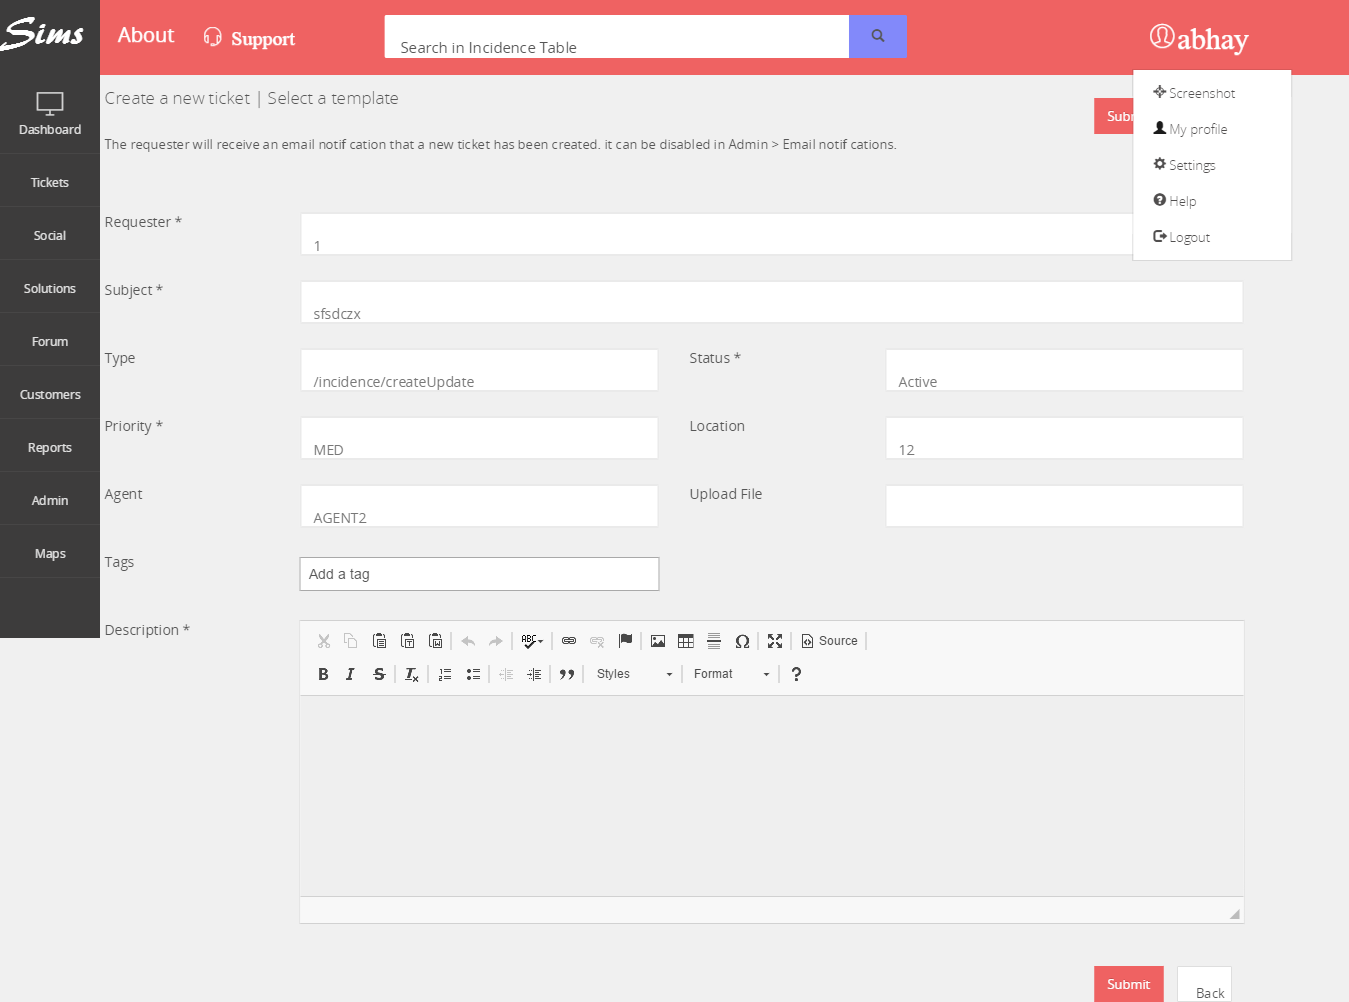 Sims
About
Support
Search in Incidence Table
abhay
Screenshot
My profile
Settings
Help
Logout
Dashboard
Tickets
Social
Solutions
Forum
Customers
Reports
Admin
Maps
Create a new ticket | Select a template
Subm
The requester will receive an email notif cation that a new ticket has been created. it can be disabled in Admin > Email notif cations.
Requester *
1
Subject *
sfsdczx
Type
/incidence/createUpdate
Status *
Active
Priority *
MED
Location
12
Agent
AGENT2
Upload File
Tags
Add a tag
Description *
ABC
Source
B I S Tx
Styles
Format
?
Submit
Back